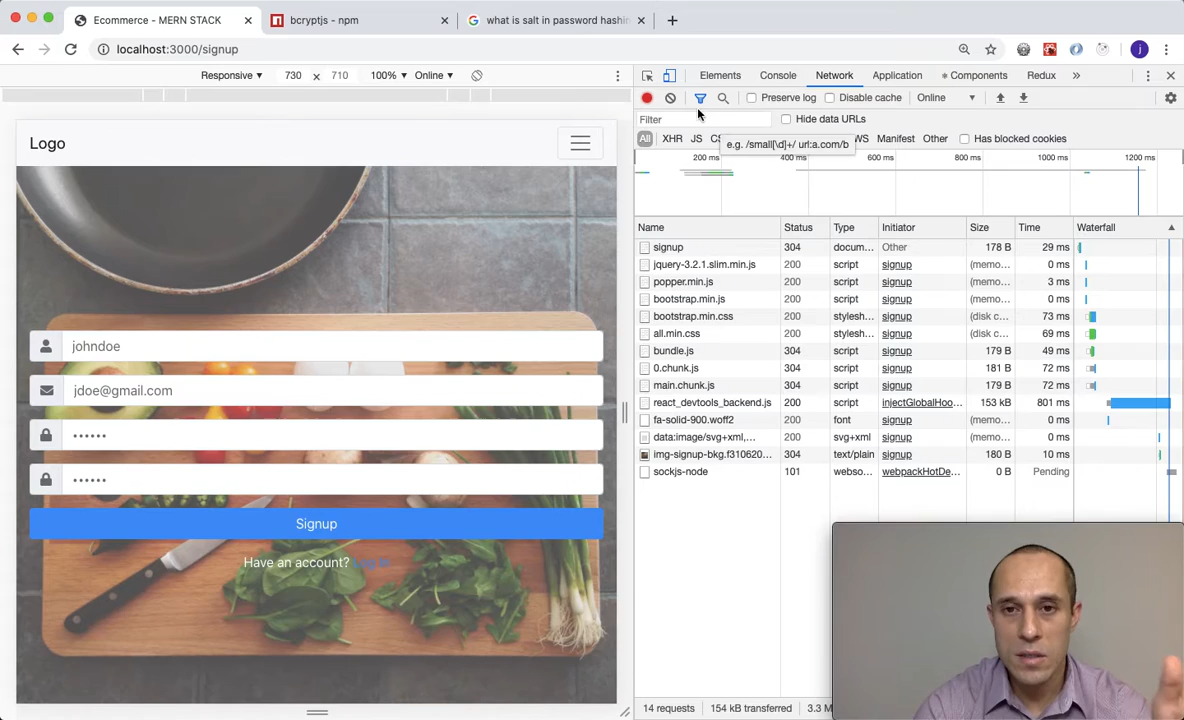 Ecommerce - MERN STACK
bcryptjs - npm
what is salt in password hashin
localhost:3000/signup
j
Responsive ▾ 730 × 710 100% ▾ Online ▾
Elements Console Network Application Components Redux »
Preserve log Disable cache Online ▾
Filter Hide data URLs
All XHR JS CS WS Manifest Other Has blocked cookies
e.g. /small[\d]+/ url:a.com/b
200 ms 400 ms 600 ms 800 ms 1000 ms 1200 ms
Name Status Type Initiator Size Time Waterfall
signup 304 docum... Other 178 B 29 ms
jquery-3.2.1.slim.min.js 200 script signup (memo... 0 ms
popper.min.js 200 script signup (memo... 3 ms
bootstrap.min.js 200 script signup (memo... 0 ms
bootstrap.min.css 200 stylesh... signup (disk c... 73 ms
all.min.css 200 stylesh... signup (disk c... 69 ms
bundle.js 304 script signup 179 B 49 ms
0.chunk.js 304 script signup 181 B 72 ms
main.chunk.js 304 script signup 179 B 72 ms
react_devtools_backend.js 200 script injectGlobalHoo... 153 kB 801 ms
fa-solid-900.woff2 200 font signup (memo... 0 ms
data:image/svg+xml,... 200 svg+xml signup (memo... 0 ms
img-signup-bkg.f310620... 304 text/plain signup 180 B 10 ms
sockjs-node 101 webso... webpackHotDe... 0 B Pending
14 requests 154 kB transferred 3.3 M
Logo
johndoe
jdoe@gmail.com
••••••
••••••
Signup
Have an account?